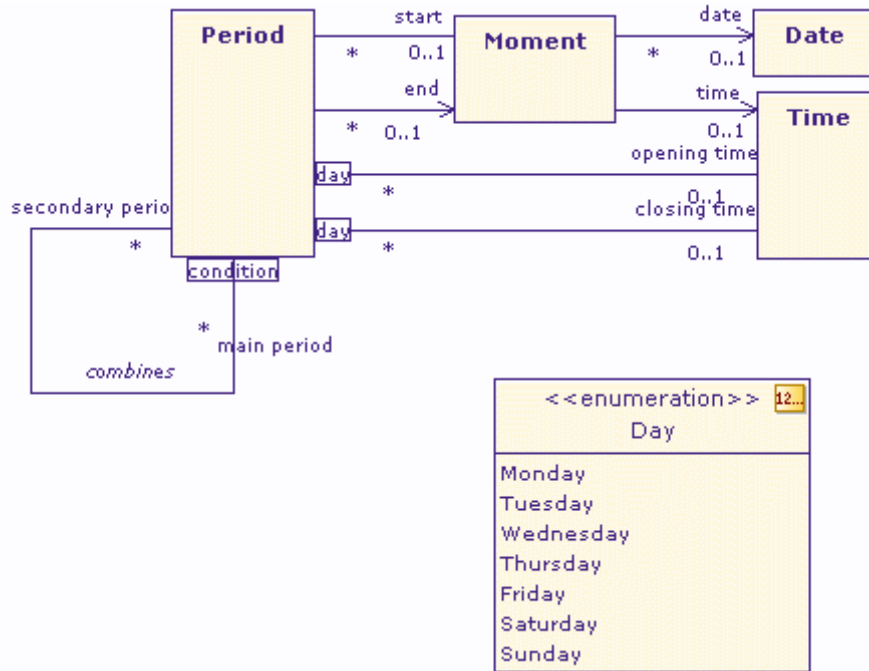 Period
start
*
0..1
Moment
date
*
0..1
Date
end
*
0..1
time
0..1
Time
opening time
day
*
0..1
closing time
day
*
0..1
secondary perio
*
condition
*
main period
combines
<<enumeration>>
12...
Day
Monday
Tuesday
Wednesday
Thursday
Friday
Saturday
Sunday